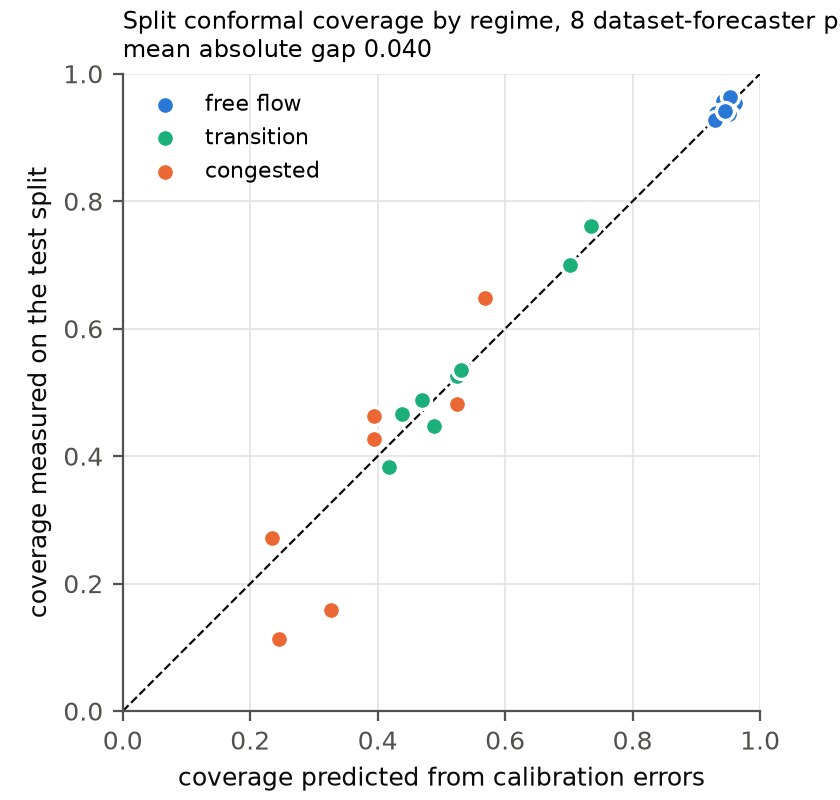 Split conformal coverage by regime, 8 dataset-forecaster p
mean absolute gap 0.040
free flow
transition
congested
coverage measured on the test split
1.0
0.8
0.6
0.4
0.2
0.0
0.0 0.2 0.4 0.6 0.8 1.0
coverage predicted from calibration errors